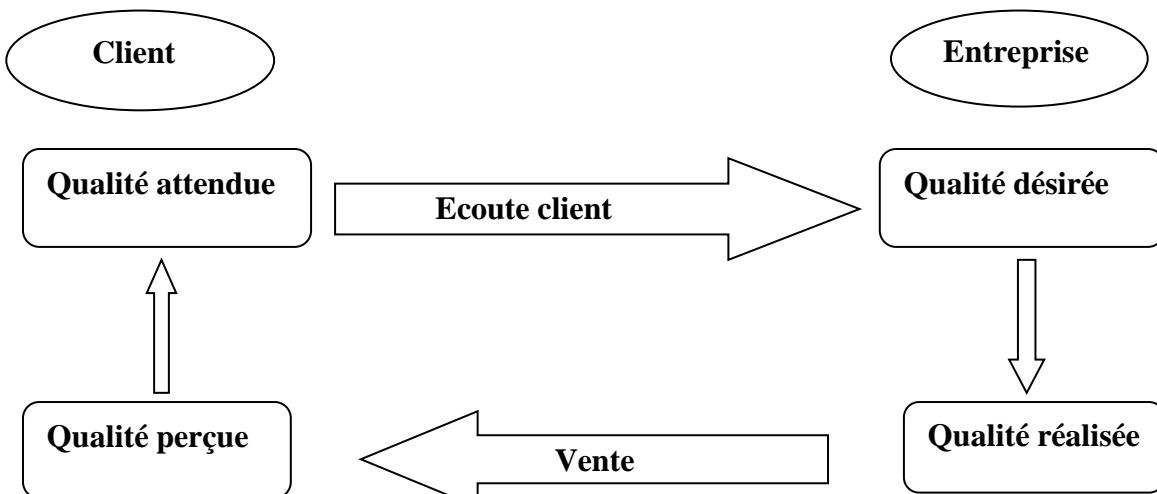 Client
Entreprise
Qualité attendue
Ecoute client
Qualité désirée
Qualité perçue
Vente
Qualité réalisée